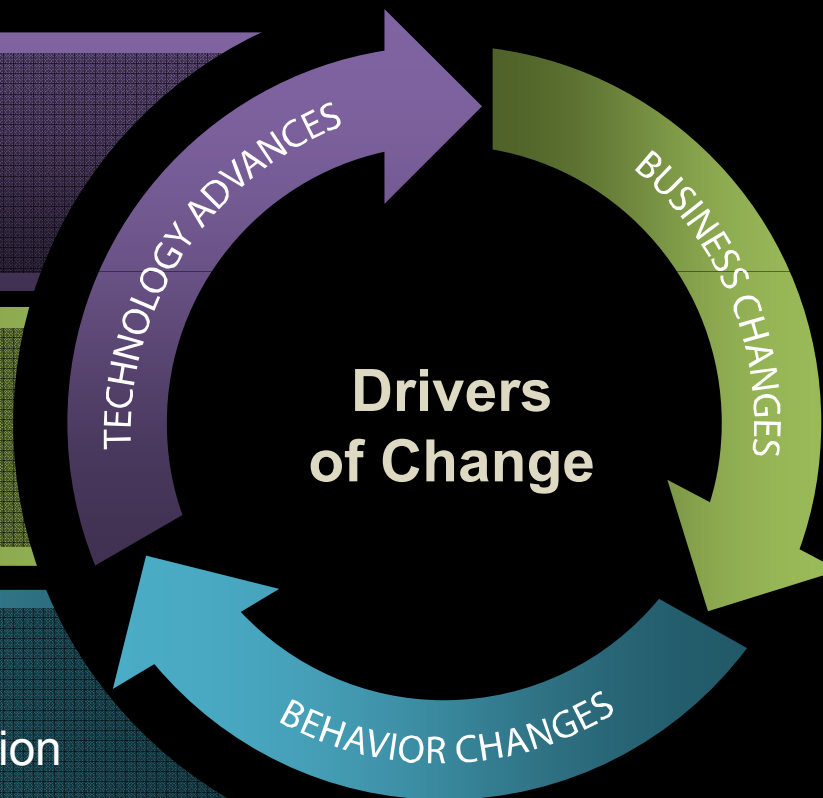 TECHNOLOGY ADVANCES
BUSINESS CHANGES
Drivers
of Change
BEHAVIOR CHANGES
ion